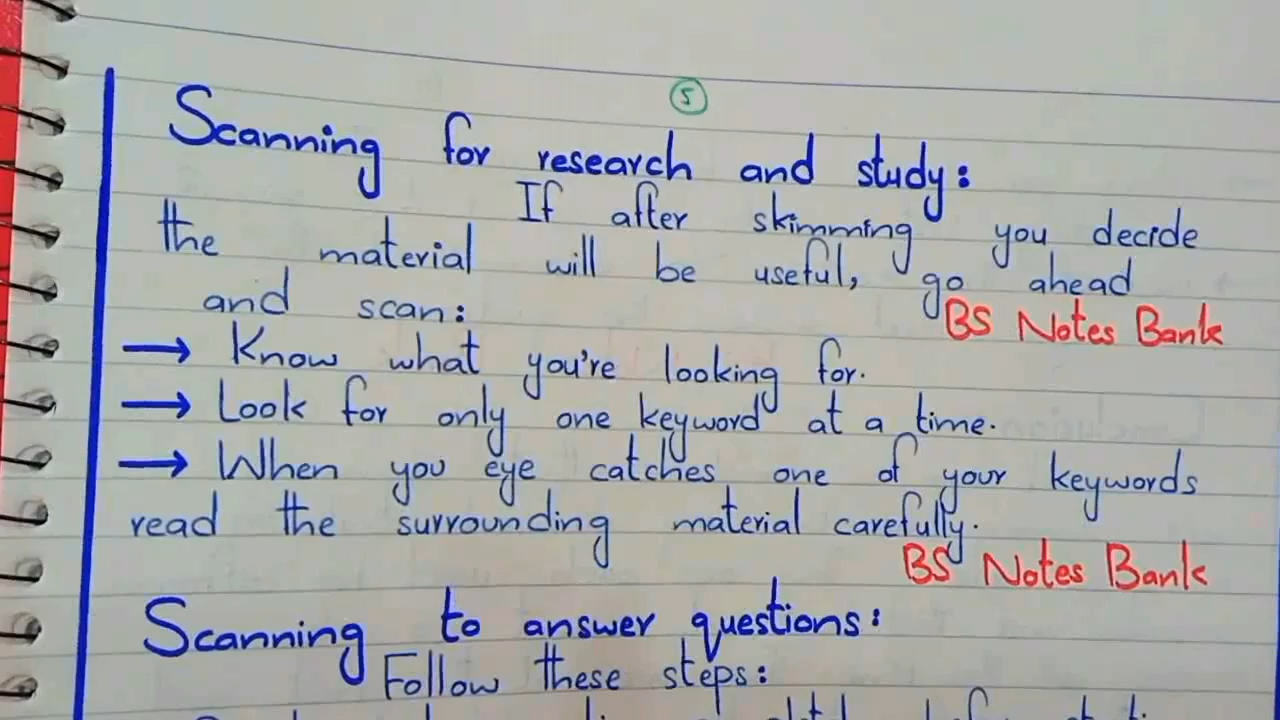 5
Scanning for research and study:
If after skimming you decide
the material will be useful, go ahead
and scan:
BS Notes Bank
→ Know what you're looking for.
→ Look for only one keyword at a time.
→ When you eye catches one of your keywords
read the surrounding material carefully.
BS Notes Bank
Scanning to answer questions:
Follow these steps: